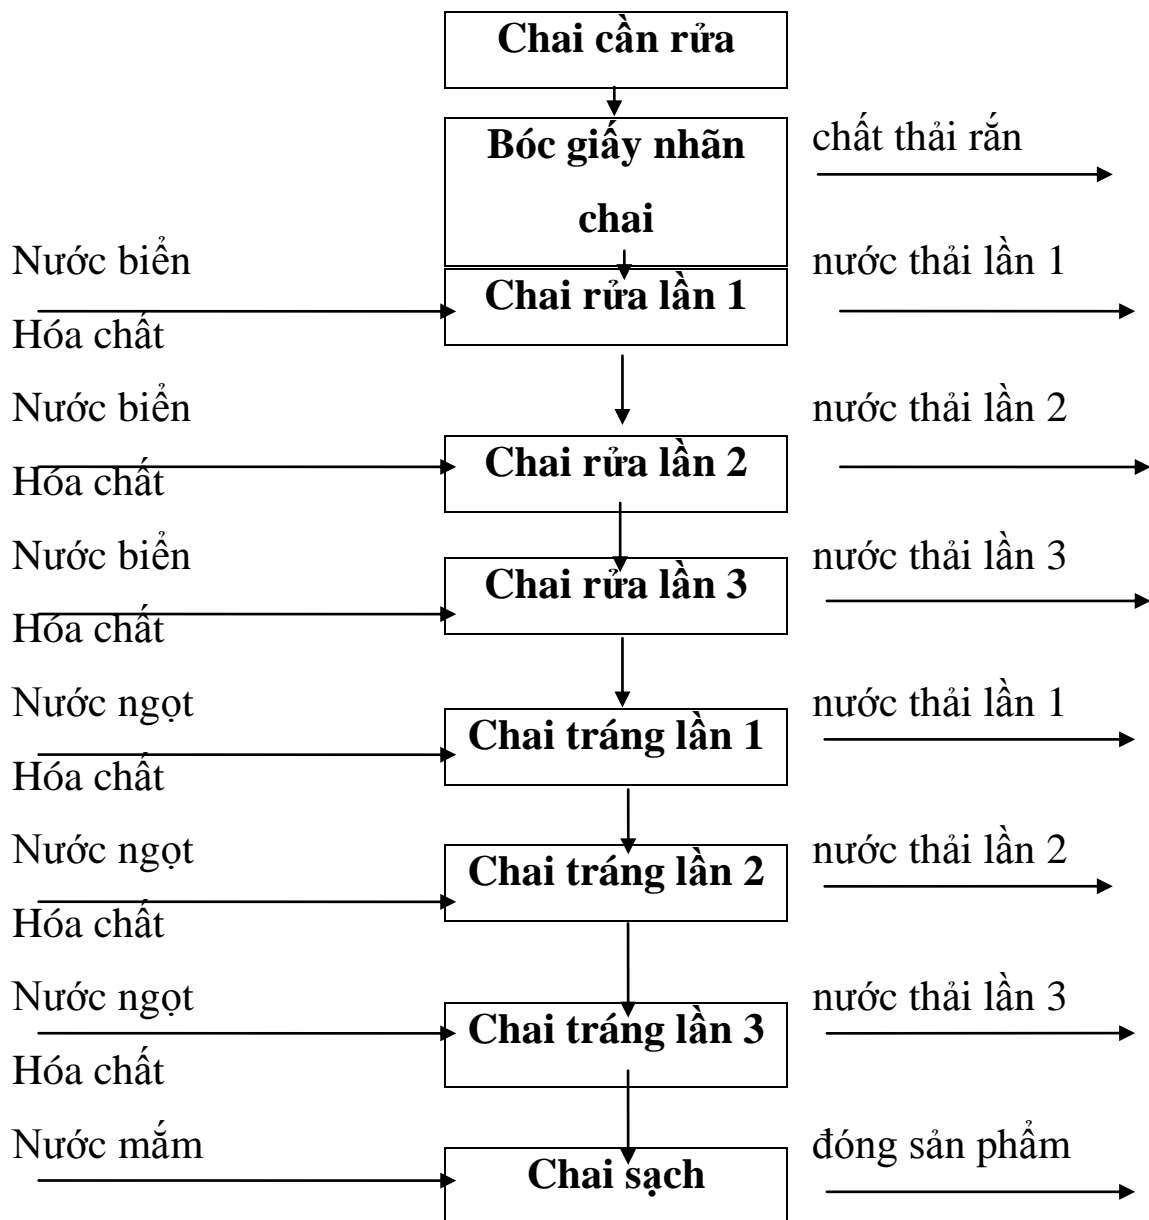 Chai cần rửa
Bóc giấy nhãn
chất thải rắn
chai
Nước biển
nước thải lần 1
Chai rửa lần 1
Hóa chất
Nước biển
nước thải lần 2
Chai rửa lần 2
Hóa chất
Nước biển
nước thải lần 3
Chai rửa lần 3
Hóa chất
Nước ngọt
nước thải lần 1
Chai tráng lần 1
Hóa chất
Nước ngọt
nước thải lần 2
Chai tráng lần 2
Hóa chất
Nước ngọt
nước thải lần 3
Chai tráng lần 3
Hóa chất
Nước mắm
đóng sản phẩm
Chai sạch